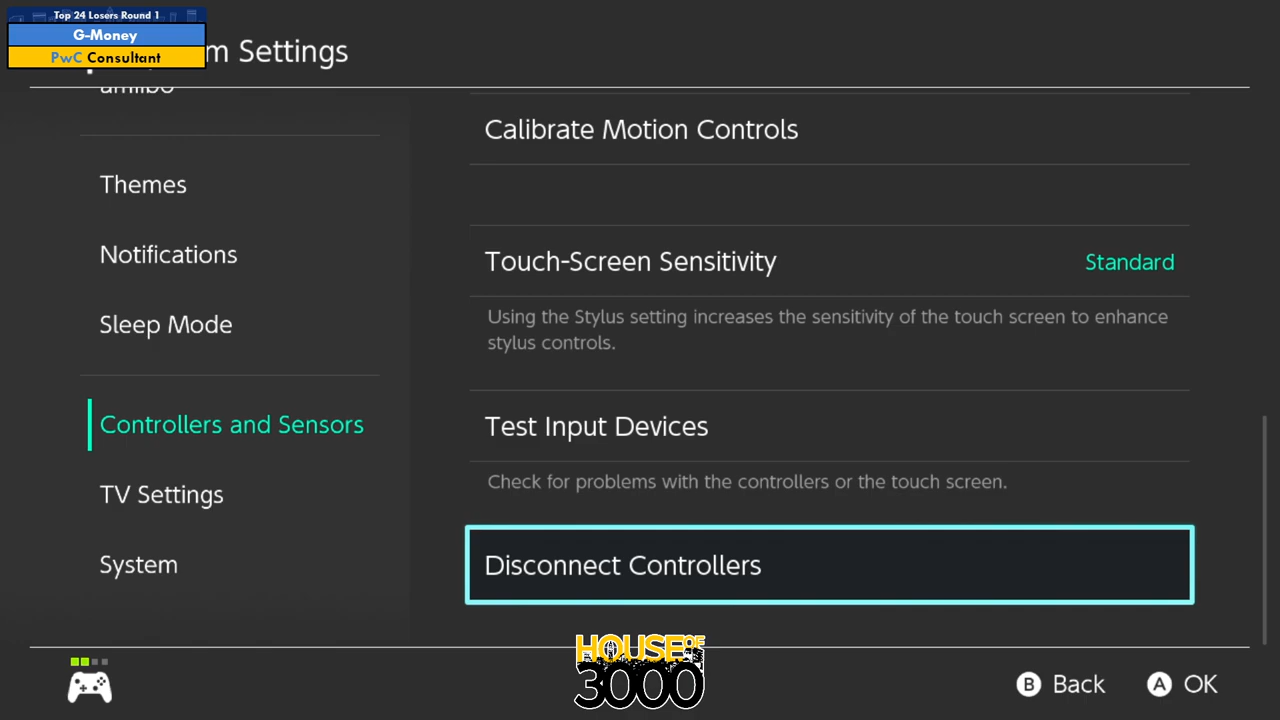 Top 24 Losers Round 1
G-Money
PwC Consultant
m Settings
amiibo
Themes
Notifications
Sleep Mode
Controllers and Sensors
TV Settings
System
Calibrate Motion Controls
Touch-Screen Sensitivity Standard
Using the Stylus setting increases the sensitivity of the touch screen to enhance
stylus controls.
Test Input Devices
Check for problems with the controllers or the touch screen.
Disconnect Controllers
HOUSE OF
3000
B Back A OK